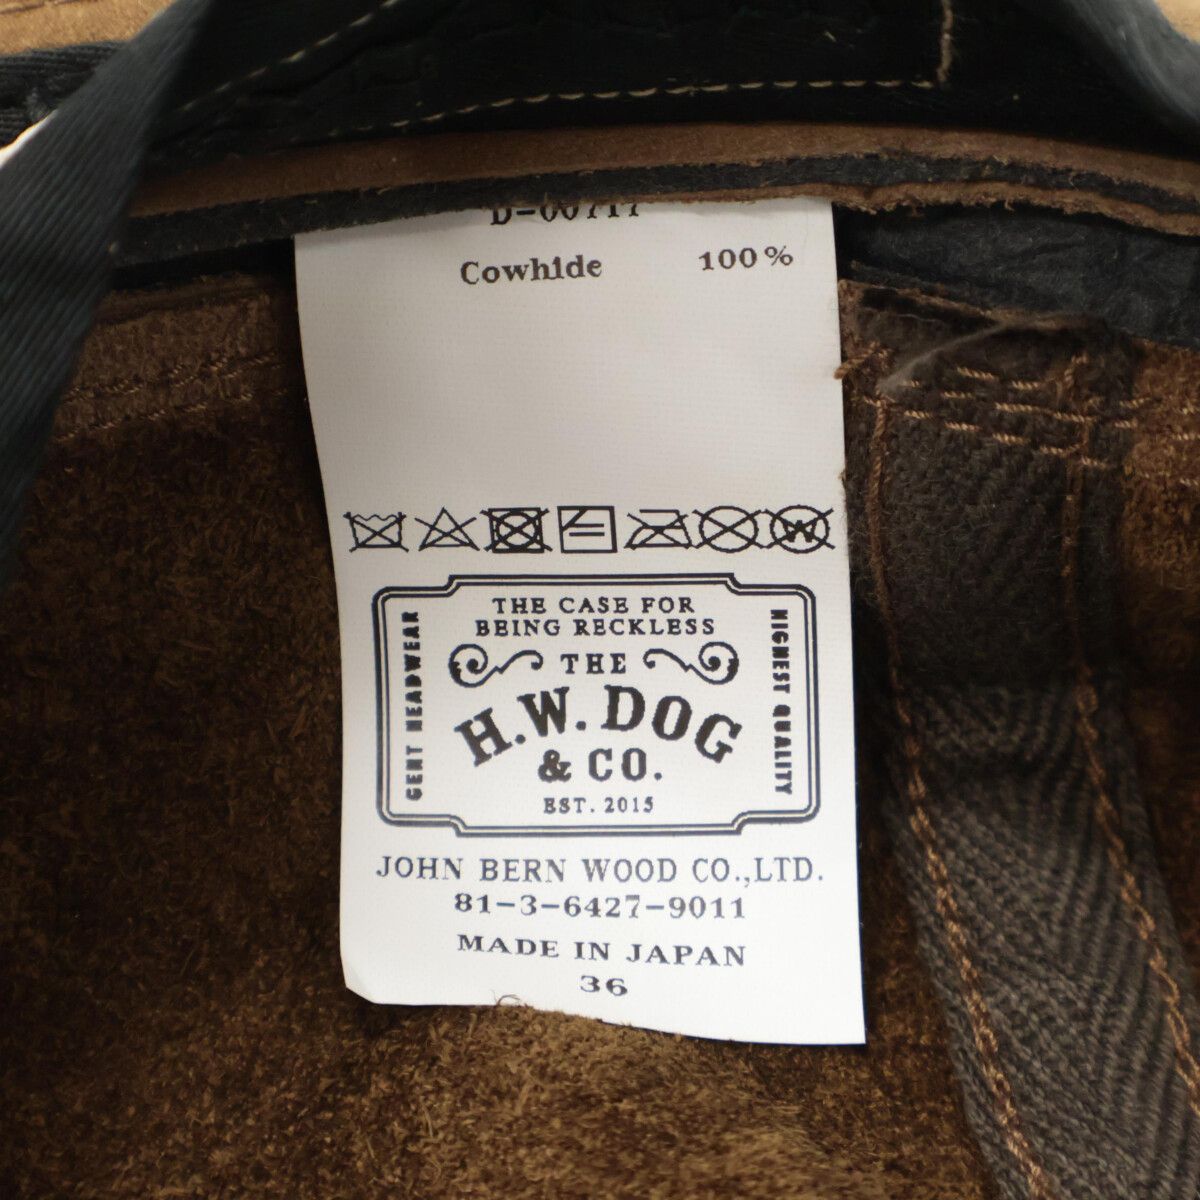 D-00717
Cowhide 100%
THE CASE FOR
BEING RECKLESS
THE
H.W. DOG
& CO.
EST. 2015
GENT HEADWEAR
HIGHEST QUALITY
JOHN BERN WOOD CO.,LTD.
81-3-6427-9011
MADE IN JAPAN
36